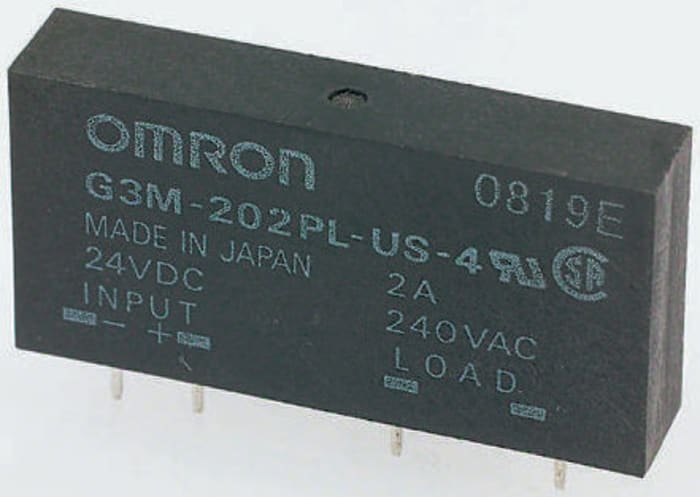 OMRON
0819E
G3M-202PL-US-4
MADE IN JAPAN
24VDC
INPUT
- +
2A
240VAC
LOAD